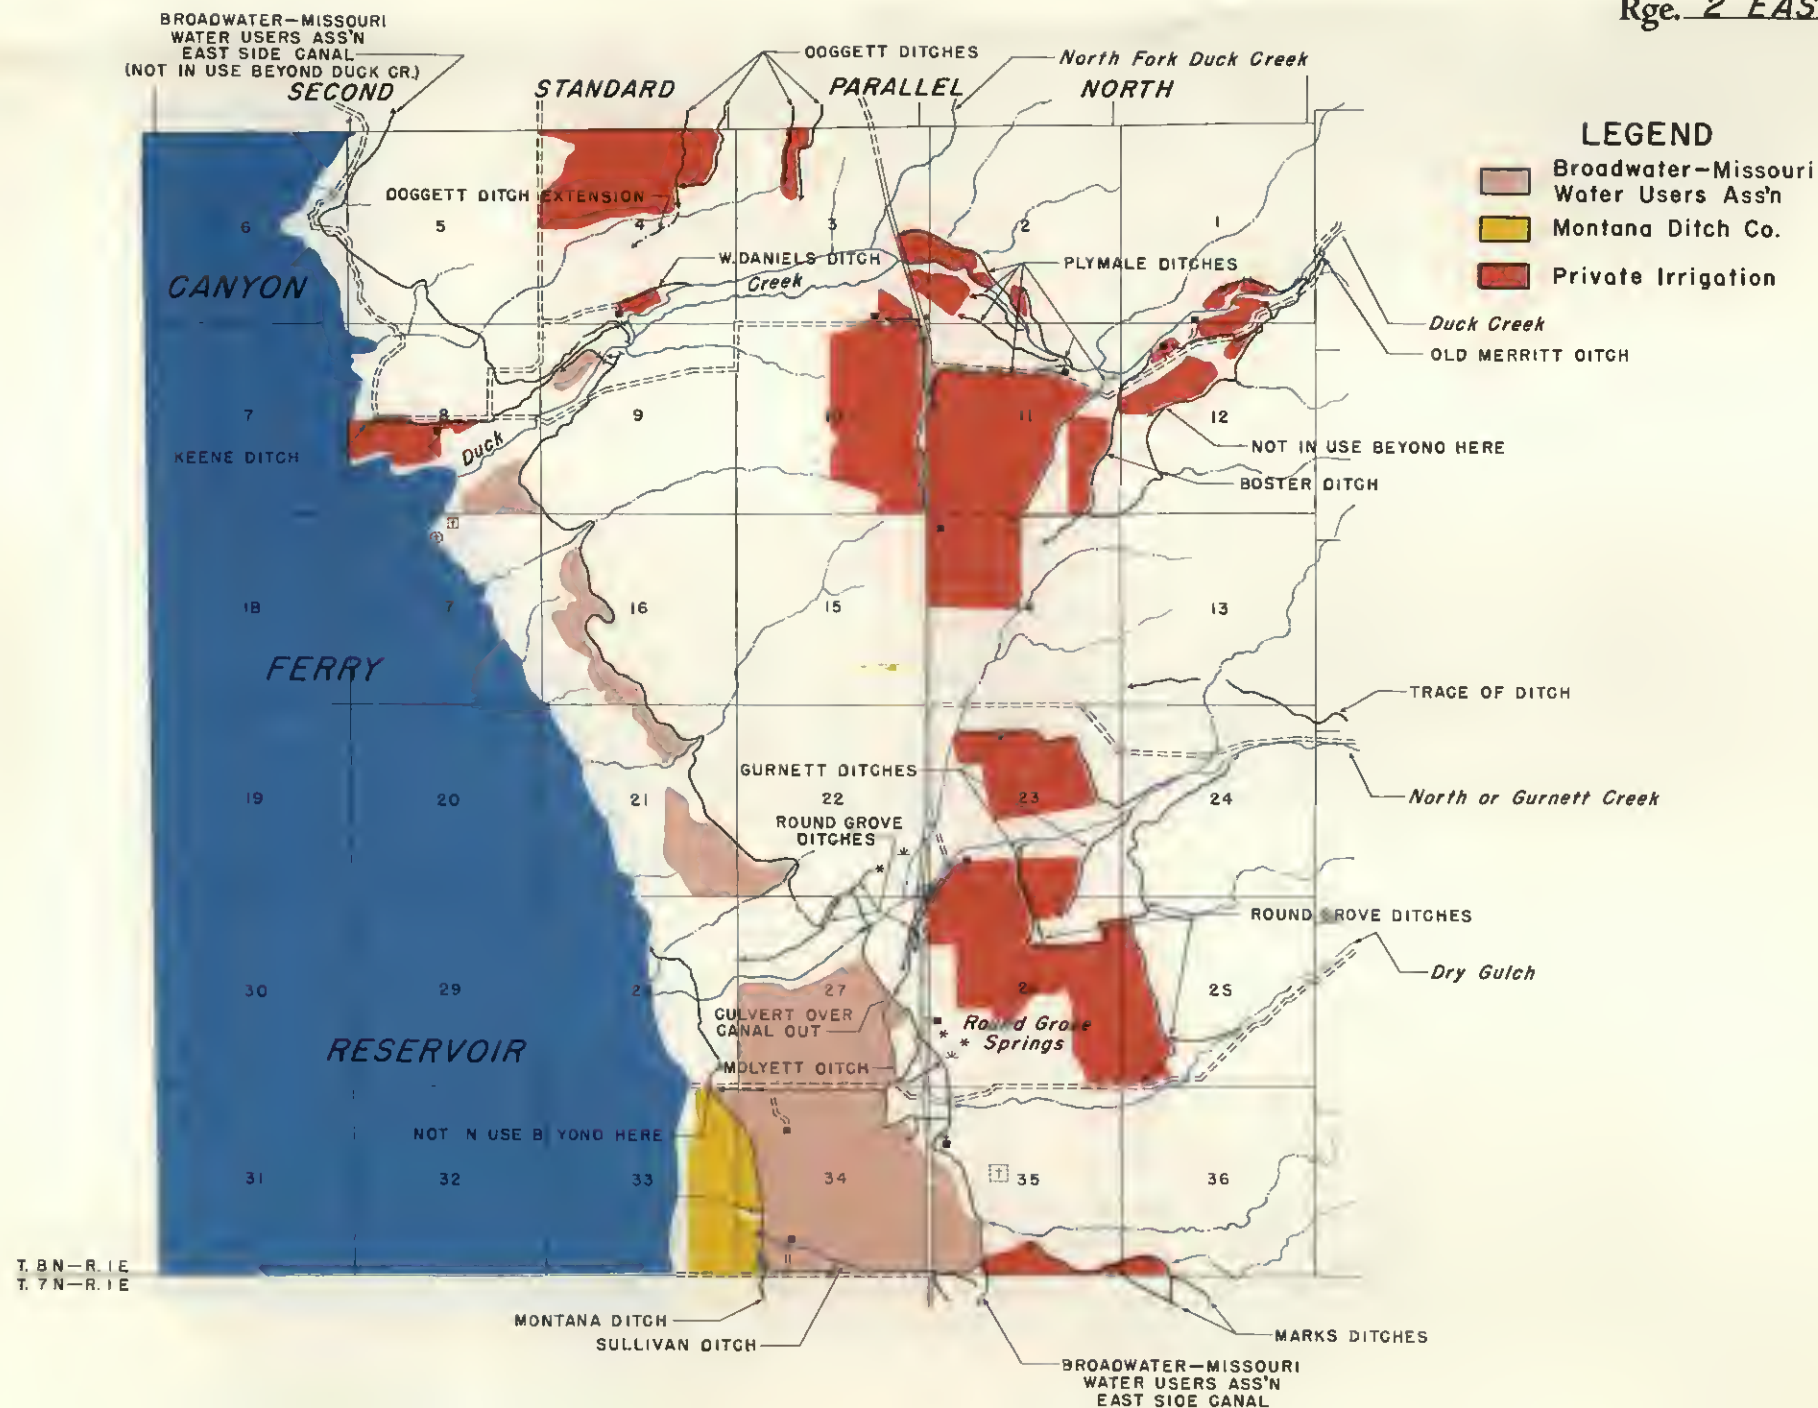 Rge. 2 EAS
BROADWATER–MISSOURI
WATER USERS ASS'N
EAST SIDE CANAL
(NOT IN USE BEYOND DUCK CR.)
DOGGETT DITCHES
North Fork Duck Creek
SECOND STANDARD PARALLEL NORTH
LEGEND
Broadwater–Missouri
Water Users Ass'n
Montana Ditch Co.
Private Irrigation
DOGGETT DITCH EXTENSION
6 5 4 3 2 1
W. DANIELS DITCH
PLYMALE DITCHES
CANYON
Creek
Duck Creek
OLD MERRITT DITCH
7 8 9 10 11 12
Duck
KEENE DITCH
NOT IN USE BEYOND HERE
BOSTER DITCH
18 7 16 15 13
FERRY
TRACE OF DITCH
GURNETT DITCHES
19 20 21 22 23 24
North or Gurnett Creek
ROUND GROVE
DITCHES
ROUND GROVE DITCHES
Dry Gulch
30 29 2 27 2 25
CULVERT OVER
CANAL OUT
Round Grove
Springs
RESERVOIR
MOLYETT DITCH
NOT N USE B YOND HERE
31 32 33 34 35 36
T. 8N–R. 1E
T. 7N–R. 1E
MONTANA DITCH
SULLIVAN DITCH
MARKS DITCHES
BROADWATER–MISSOURI
WATER USERS ASS'N
EAST SIDE CANAL